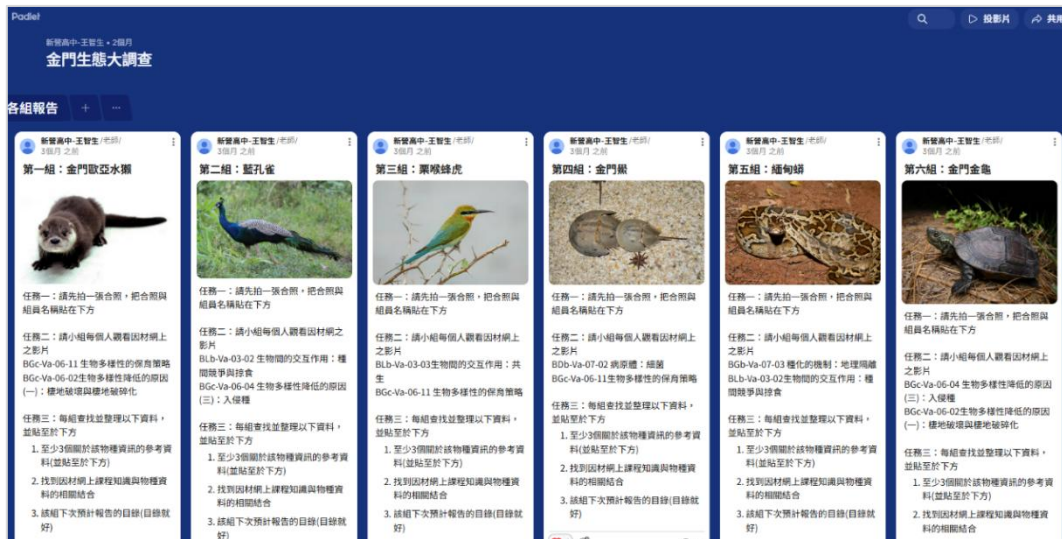 Padlet
投影片
共用
新營高中-王智生 • 2個月
金門生態大調查
各組報告
新營高中-王智生 /老師/
3個月 之前
第一組：金門歐亞水獺
任務一：請先拍一張合照，把合照與
組員名稱貼在下方
任務二：請小組每個人觀看因材網上
之影片
BGc-Va-06-11 生物多樣性的保育策略
BGc-Va-06-02生物多樣性降低的原因
(一)：棲地破壞與棲地破碎化
任務三：每組查找並整理以下資料，
並貼至於下方
1. 至少3個關於該物種資訊的參考資
料(並貼至於下方)
2. 找到因材網上課程知識與物種資
料的相關結合
3. 該組下次預計報告的目錄(目錄就
好)
新營高中-王智生 /老師/
3個月 之前
第二組：藍孔雀
任務一：請先拍一張合照，把合照與
組員名稱貼在下方
任務二：請小組每個人觀看因材網之
影片
BLb-Va-03-02 生物間的交互作用：種
間競爭與掠食
BGc-Va-06-04 生物多樣性降低的原因
(三)：入侵種
任務三：每組查找並整理以下資料，
並貼至於下方
1. 至少3個關於該物種資訊的參考資
料(並貼至於下方)
2. 找到因材網上課程知識與物種資
料的相關結合
3. 該組下次預計報告的目錄(目錄就
好)
新營高中-王智生 /老師/
3個月 之前
第三組：栗喉蜂虎
任務一：請先拍一張合照，把合照與
組員名稱貼在下方
任務二：請小組每個人觀看因材網上
之影片
BLb-Va-03-03生物間的交互作用：共
生
BGc-Va-06-11 生物多樣性的保育策略
任務三：每組查找並整理以下資料，
並貼至於下方
1. 至少3個關於該物種資訊的參考資
料(並貼至於下方)
2. 找到因材網上課程知識與物種資
料的相關結合
3. 該組下次預計報告的目錄(目錄就
好)
新營高中-王智生 /老師/
3個月 之前
第四組：金門鱟
任務一：請先拍一張合照，把合照與
組員名稱貼在下方
任務二：請小組每個人觀看因材網上
之影片
BDb-Va-07-02 病原體：細菌
BGc-Va-06-11生物多樣性的保育策略
任務三：每組查找並整理以下資料，
並貼至於下方
1. 至少3個關於該物種資訊的參考資
料(並貼至於下方)
2. 找到因材網上課程知識與物種資
料的相關結合
3. 該組下次預計報告的目錄(目錄就
好)
新營高中-王智生 /老師/
3個月 之前
第五組：緬甸蟒
任務一：請先拍一張合照，把合照與
組員名稱貼在下方
任務二：請小組每個人觀看因材網上
之影片
BGb-Va-07-03 種化的機制：地理隔離
BLb-Va-03-02生物間的交互作用：種
間競爭與掠食
任務三：每組查找並整理以下資料，
並貼至於下方
1. 至少3個關於該物種資訊的參考資
料(並貼至於下方)
2. 找到因材網上課程知識與物種資
料的相關結合
3. 該組下次預計報告的目錄(目錄就
好)
新營高中-王智生 /老師/
3個月 之前
第六組：金門金龜
任務一：請先拍一張合照，把合照與
組員名稱貼在下方
任務二：請小組每個人觀看因材網上
之影片
BGc-Va-06-04 生物多樣性降低的原因
(三)：入侵種
BGc-Va-06-02生物多樣性降低的原因
(一)：棲地破壞與棲地破碎化
任務三：每組查找並整理以下資料，
並貼至於下方
1. 至少3個關於該物種資訊的參考資
料(並貼至於下方)
2. 找到因材網上課程知識與物種資
料的相關結合